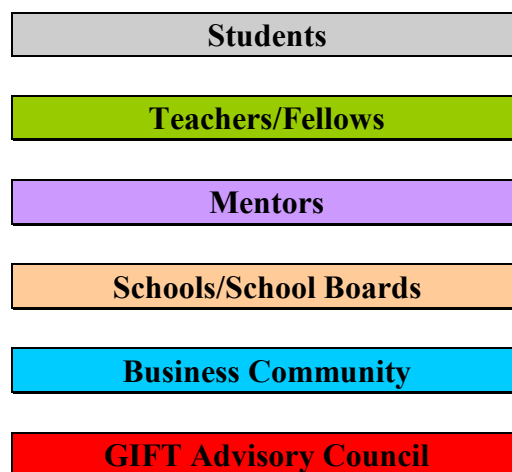 Students
Teachers/Fellows
Mentors
Schools/School Boards
Business Community
GIFT Advisory Council